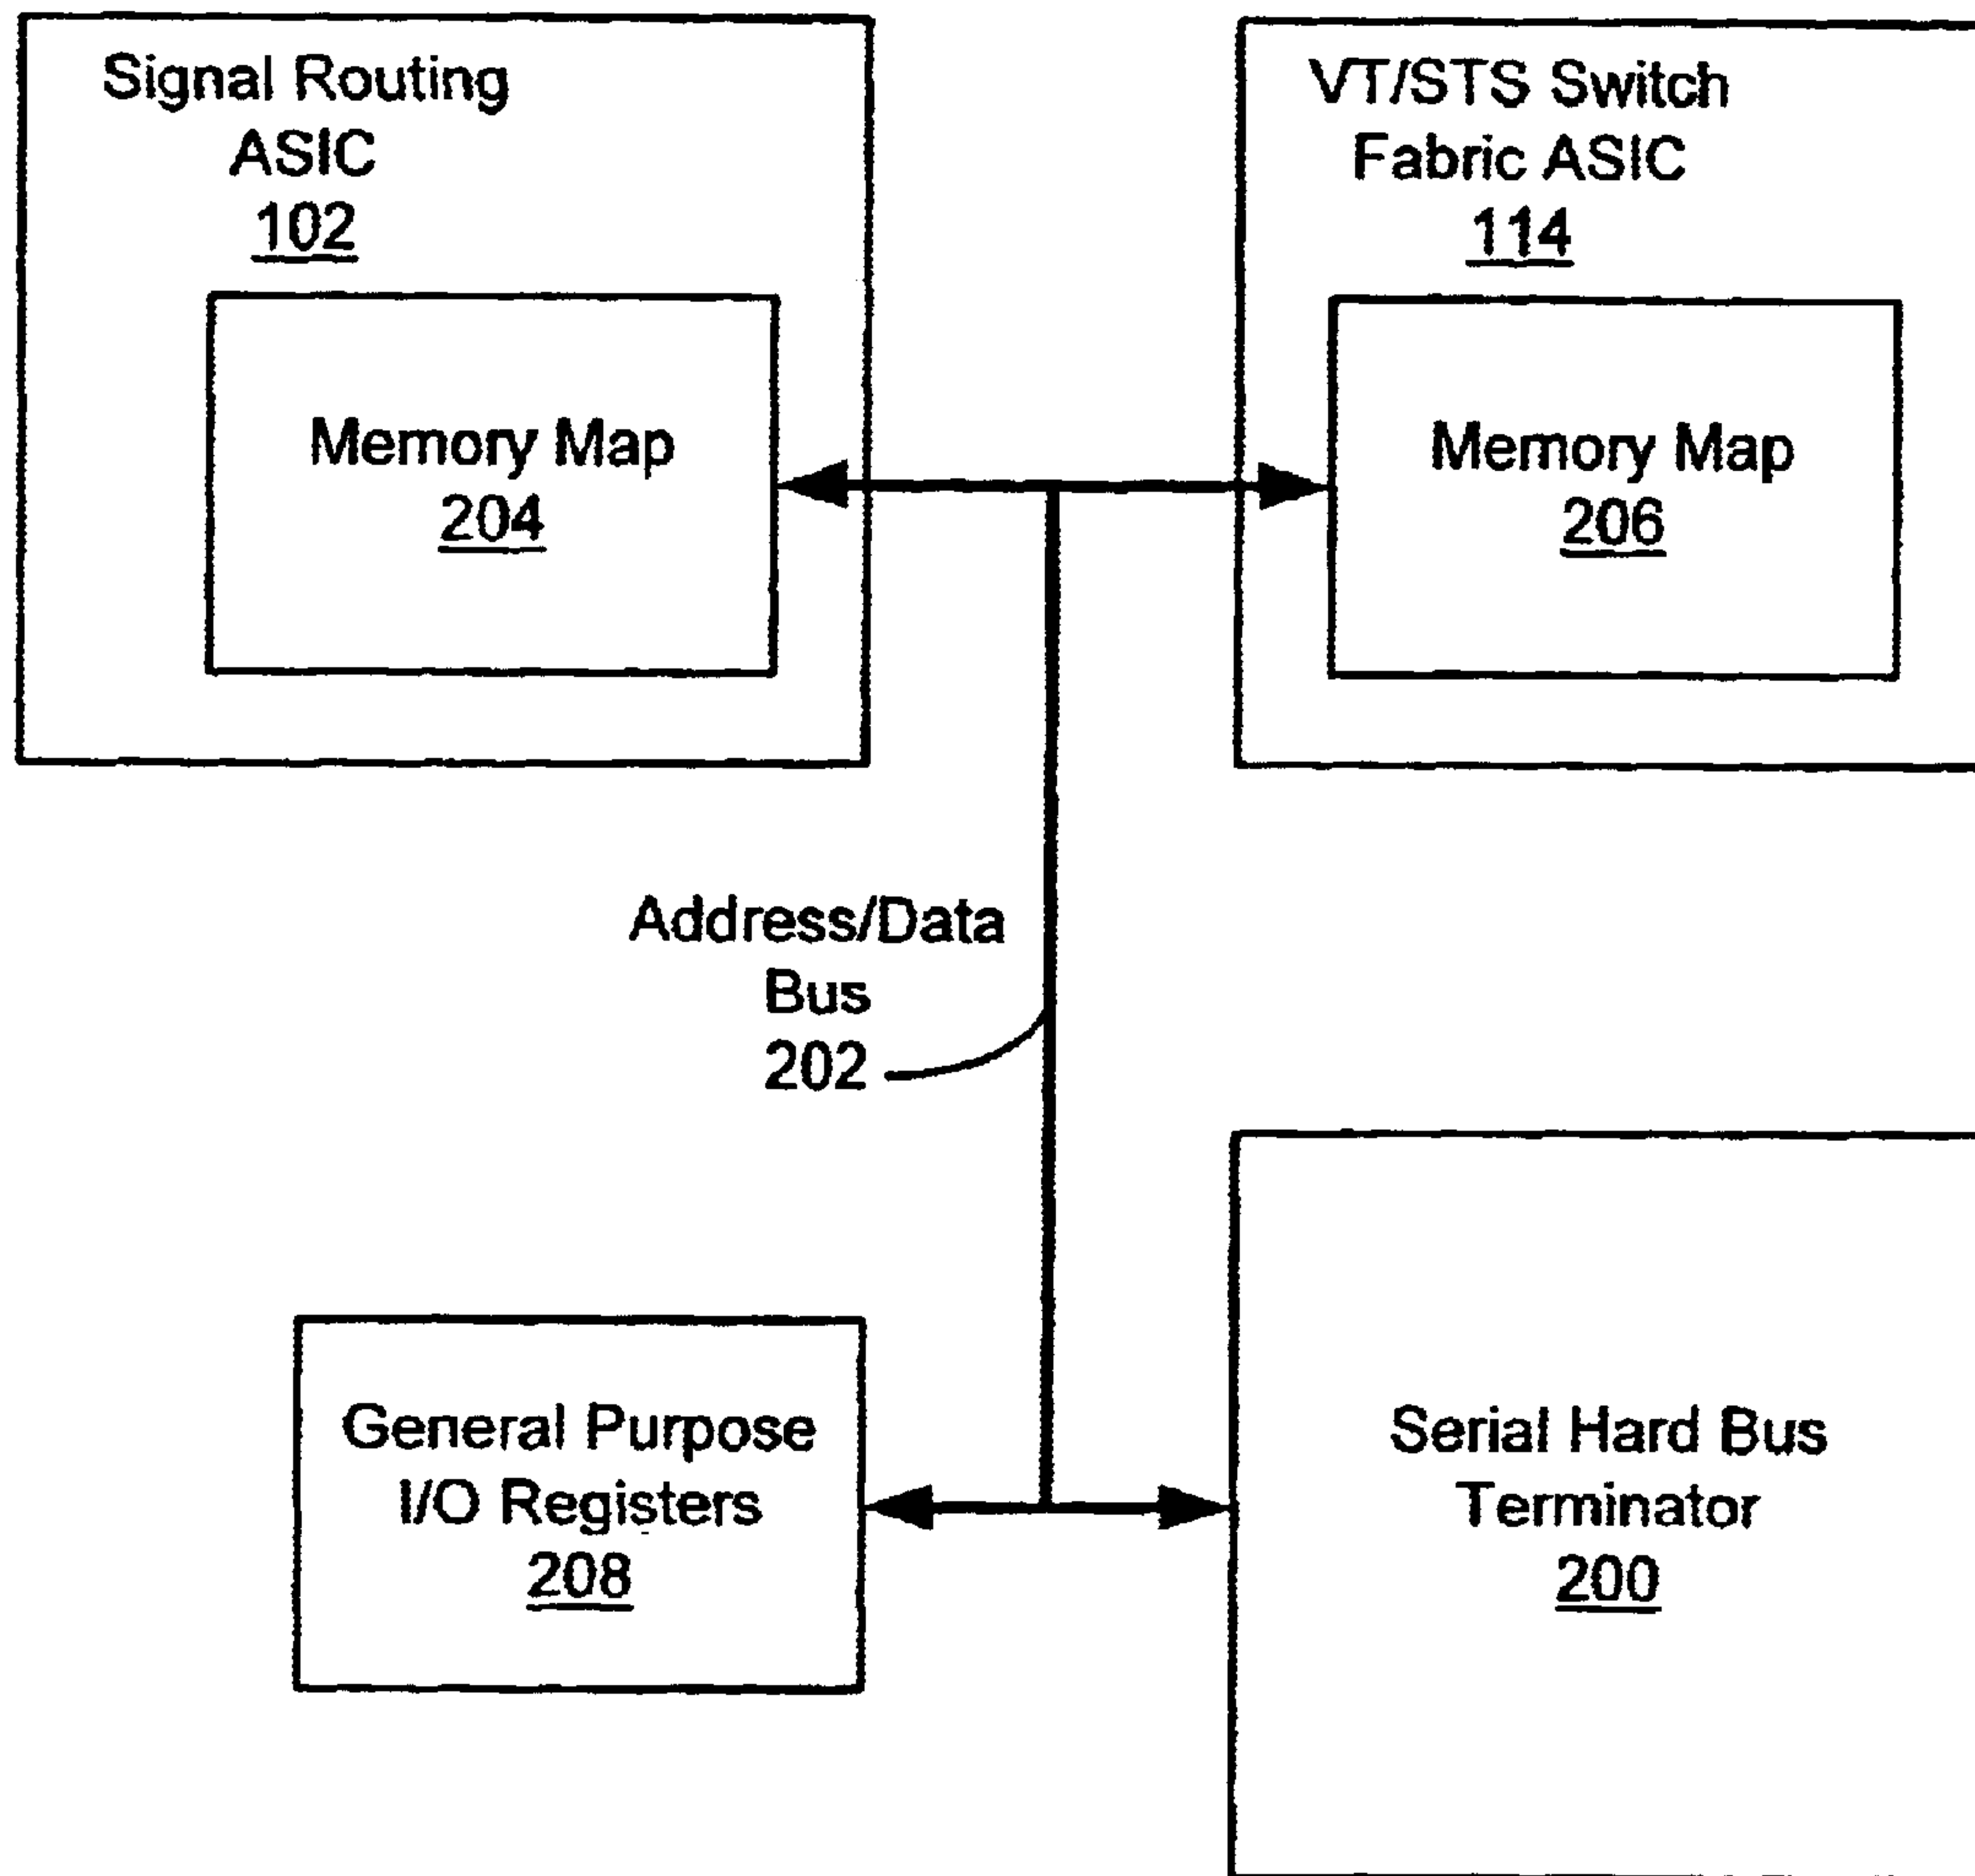 Signal Routing
ASIC
102
VT/STS Switch
Fabric ASIC
114
Memory Map
204
Memory Map
206
Address/Data
Bus
202
General Purpose
I/O Registers
208
Serial Hard Bus
Terminator
200